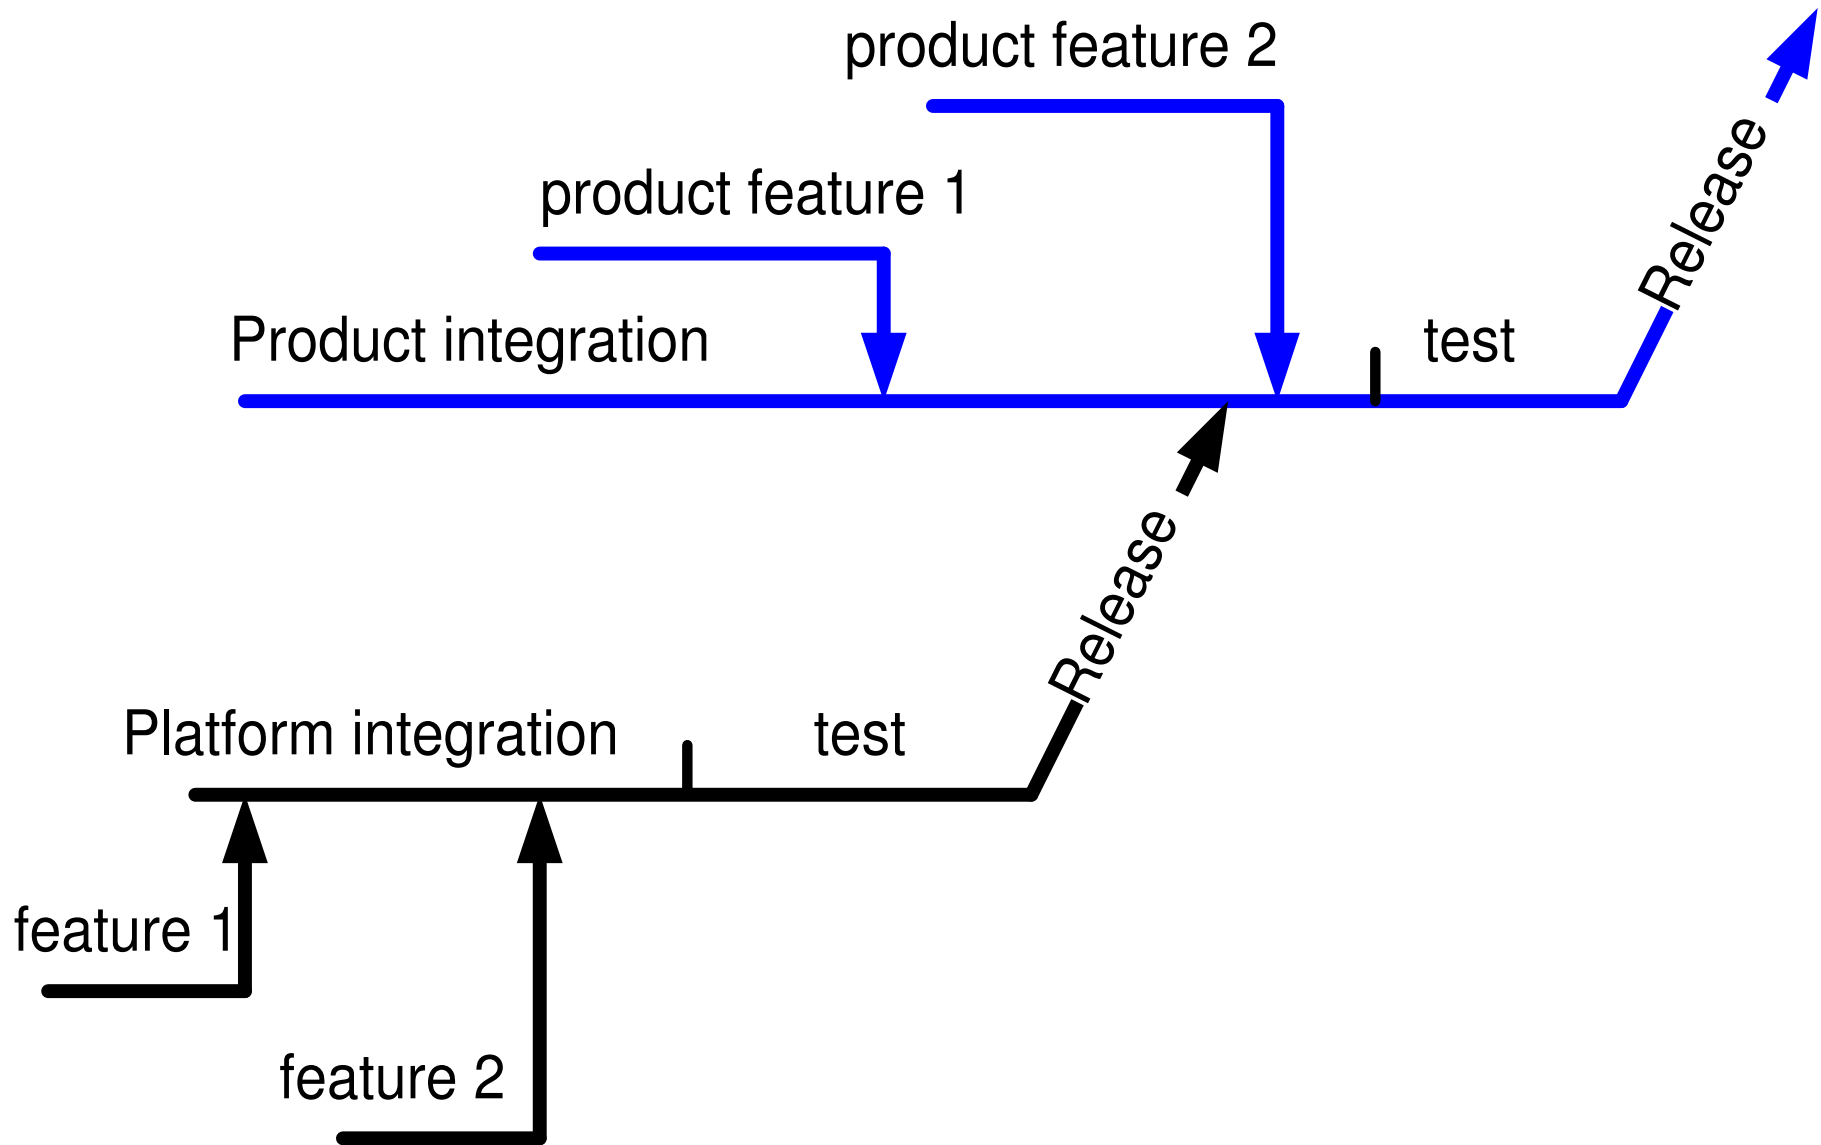 product feature 2
product feature 1
Release
Product integration
test
Release
Platform integration
test
feature 1
feature 2